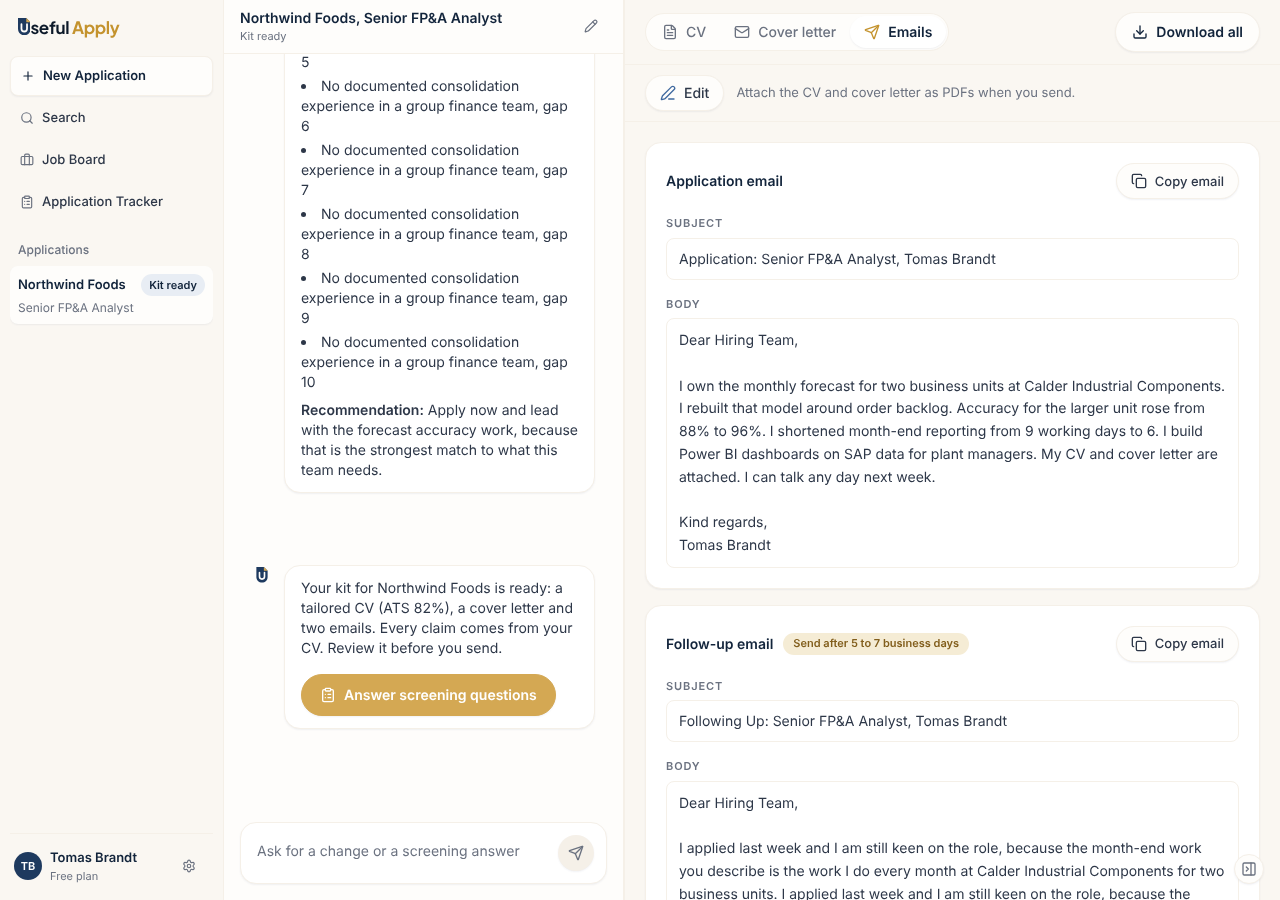 Useful Apply
New Application
Search
Job Board
Application Tracker
Applications
Northwind Foods
Kit ready
Senior FP&A Analyst
TB
Tomas Brandt
Free plan
Northwind Foods, Senior FP&A Analyst
Kit ready
5
• No documented consolidation
experience in a group finance team, gap
6
• No documented consolidation
experience in a group finance team, gap
7
• No documented consolidation
experience in a group finance team, gap
8
• No documented consolidation
experience in a group finance team, gap
9
• No documented consolidation
experience in a group finance team, gap
10
Recommendation: Apply now and lead
with the forecast accuracy work, because
that is the strongest match to what this
team needs.
Your kit for Northwind Foods is ready: a
tailored CV (ATS 82%), a cover letter and
two emails. Every claim comes from your
CV. Review it before you send.
Answer screening questions
Ask for a change or a screening answer
CV
Cover letter
Emails
Download all
Edit
Attach the CV and cover letter as PDFs when you send.
Application email
Copy email
SUBJECT
Application: Senior FP&A Analyst, Tomas Brandt
BODY
Dear Hiring Team,
I own the monthly forecast for two business units at Calder Industrial Components.
I rebuilt that model around order backlog. Accuracy for the larger unit rose from
88% to 96%. I shortened month-end reporting from 9 working days to 6. I build
Power BI dashboards on SAP data for plant managers. My CV and cover letter are
attached. I can talk any day next week.
Kind regards,
Tomas Brandt
Follow-up email
Send after 5 to 7 business days
Copy email
SUBJECT
Following Up: Senior FP&A Analyst, Tomas Brandt
BODY
Dear Hiring Team,
I applied last week and I am still keen on the role, because the month-end work
you describe is the work I do every month at Calder Industrial Components for two
business units. I applied last week and I am still keen on the role, because the